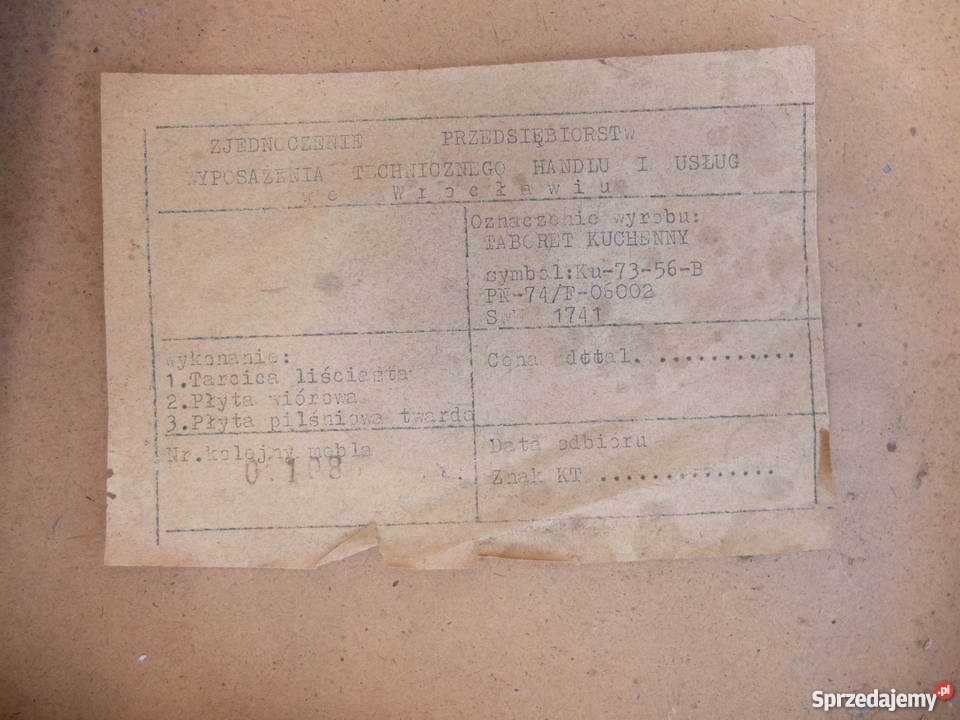 ZJEDNOCZENIE PRZEDSIĘBIORSTW
WYPOSAŻENIA TECHNICZNEGO HANDLU I USŁUG
we Wrocławiu
Oznaczenie wyrobu:
TABORET KUCHENNY
symbol:Ku-73-56-B
PN-74/F-06002
SWW 1741
wykonanie:
1.Tarcica liściasta
2.Płyta wiórowa
3.Płyta pilśniowa twarda
Cena detal. ............
Nr.kolejny mebla
Data odbioru
Znak KT ..............
Sprzedajemy.pl